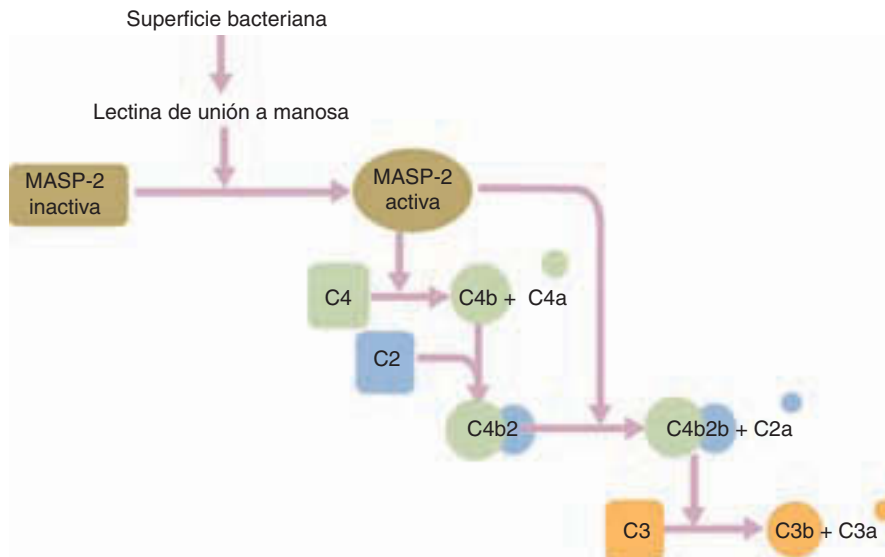 Superficie bacteriana
Lectina de unión a manosa
MASP-2
inactiva
MASP-2
activa
C4
C4b + C4a
C2
C4b2
C4b2b + C2a
C3
C3b + C3a